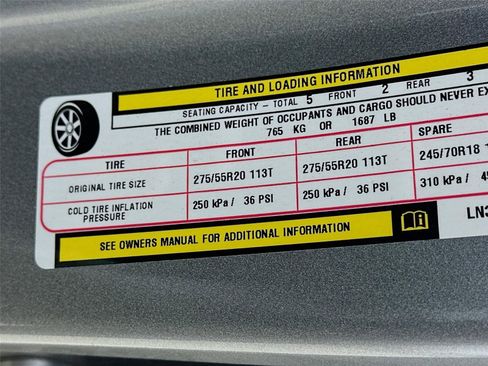 TIRE AND LOADING INFORMATION
SEATING CAPACITY - TOTAL 5 FRONT 2 REAR 3
THE COMBINED WEIGHT OF OCCUPANTS AND CARGO SHOULD NEVER EX
765 KG OR 1687 LB
TIRE FRONT REAR SPARE
ORIGINAL TIRE SIZE 275/55R20 113T 275/55R20 113T 245/70R18 1
COLD TIRE INFLATION PRESSURE 250 kPa / 36 PSI 250 kPa / 36 PSI 310 kPa / 45
SEE OWNERS MANUAL FOR ADDITIONAL INFORMATION
LN3